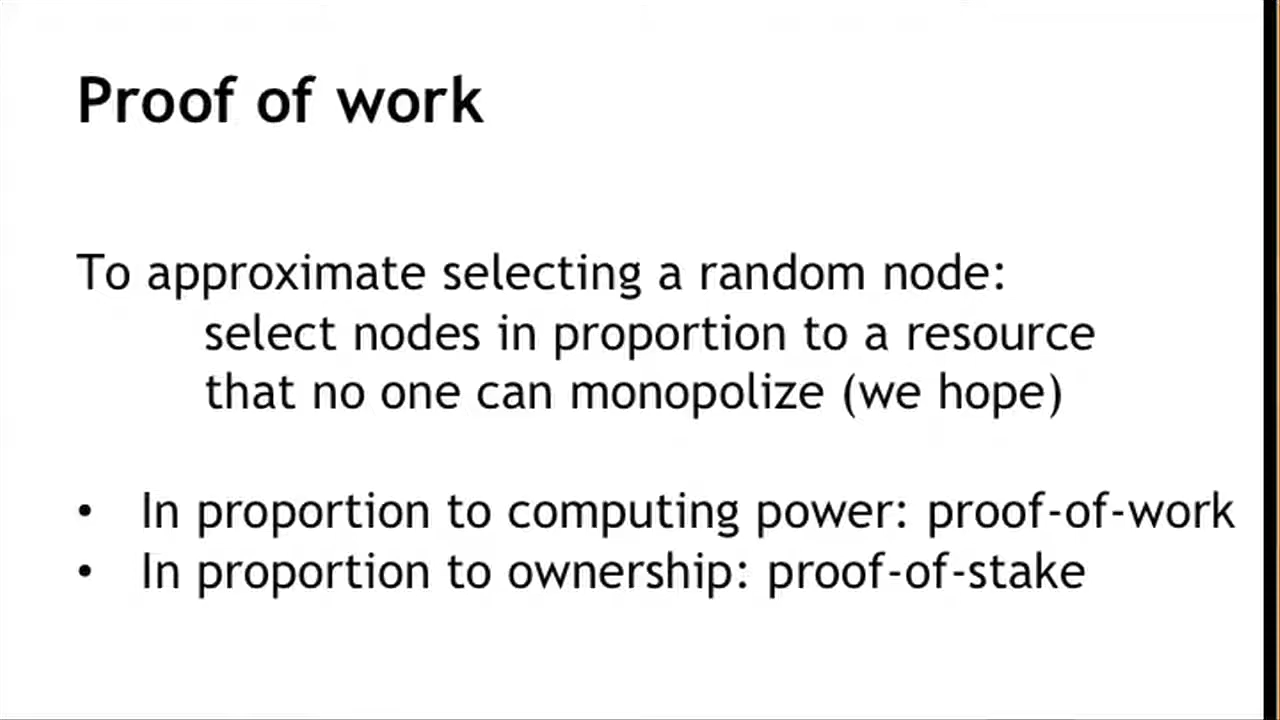 Proof of work
To approximate selecting a random node:
select nodes in proportion to a resource
that no one can monopolize (we hope)
• In proportion to computing power: proof-of-work
• In proportion to ownership: proof-of-stake